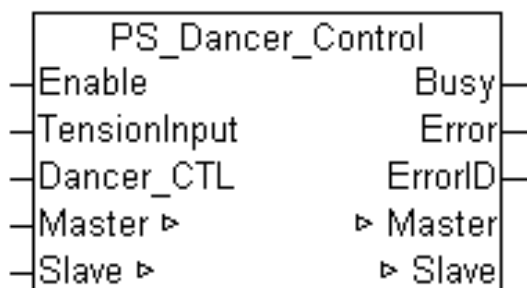 PS_Dancer_Control
Enable Busy
TensionInput Error
Dancer_CTL ErrorID
Master ▹ ▹ Master
Slave ▹ ▹ Slave